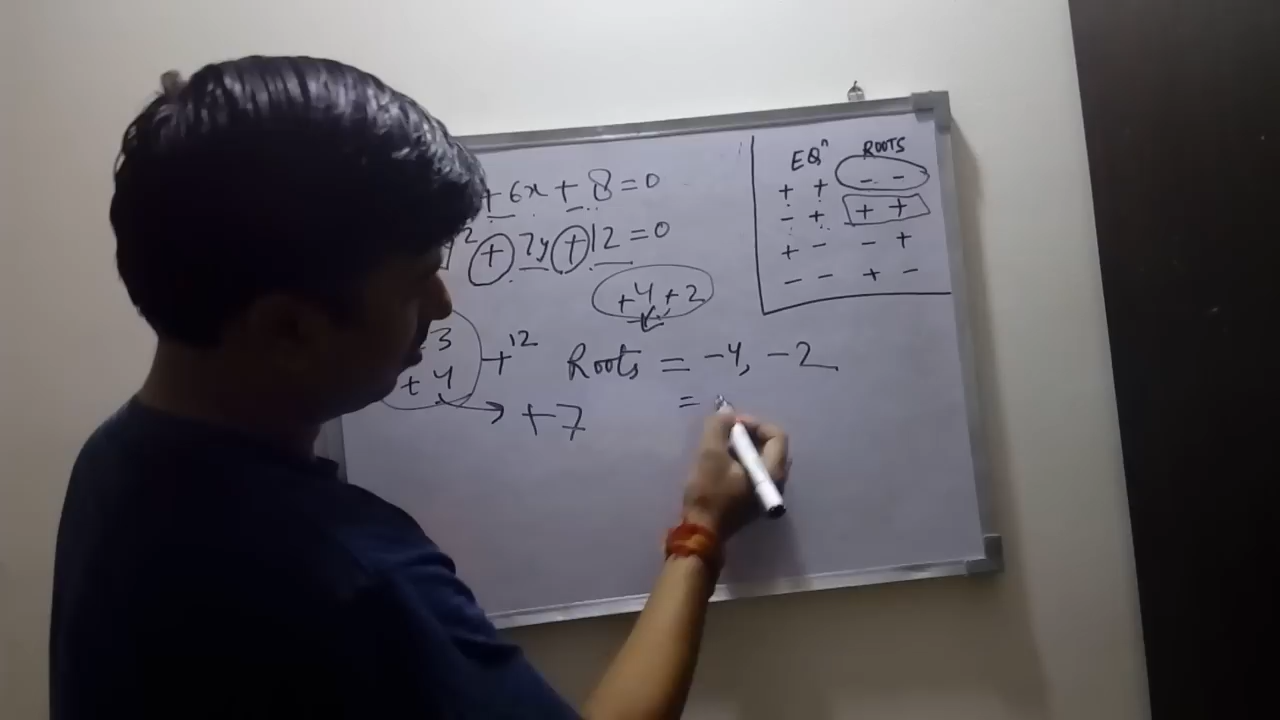 + 6x + 8 = 0
² + 7y + 12 = 0
+4, +2
3 + 12
+ 4 → + 7
Roots = -4, -2
=
EQⁿ ROOTS
+ + - -
- + + +
+ - - +
- - + -